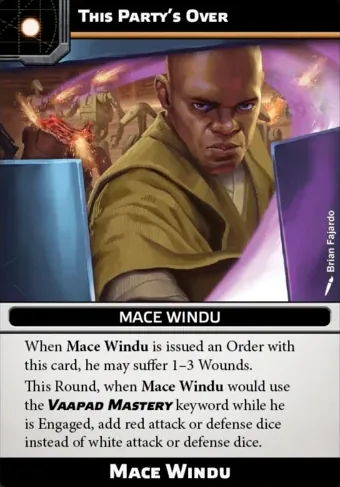 This Party's Over
Brian Fajardo
MACE WINDU
When Mace Windu is issued an Order with
this card, he may suffer 1–3 Wounds.
This Round, when Mace Windu would use
the Vaapad Mastery keyword while he
is Engaged, add red attack or defense dice
instead of white attack or defense dice.
Mace Windu